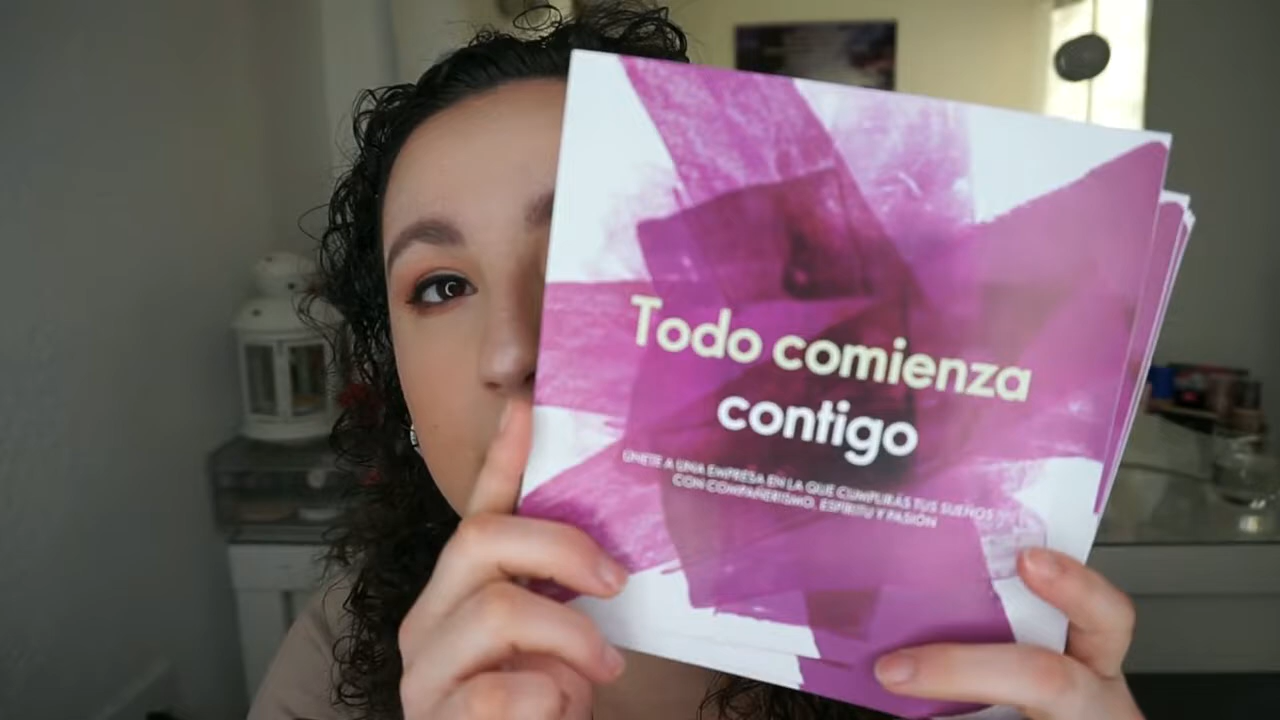 Todo comienza
contigo
ÚNETE A UNA EMPRESA EN LA QUE CUMPLIRÁS TUS SUEÑOS
CON COMPAÑERISMO, ESPÍRITU Y PASIÓN